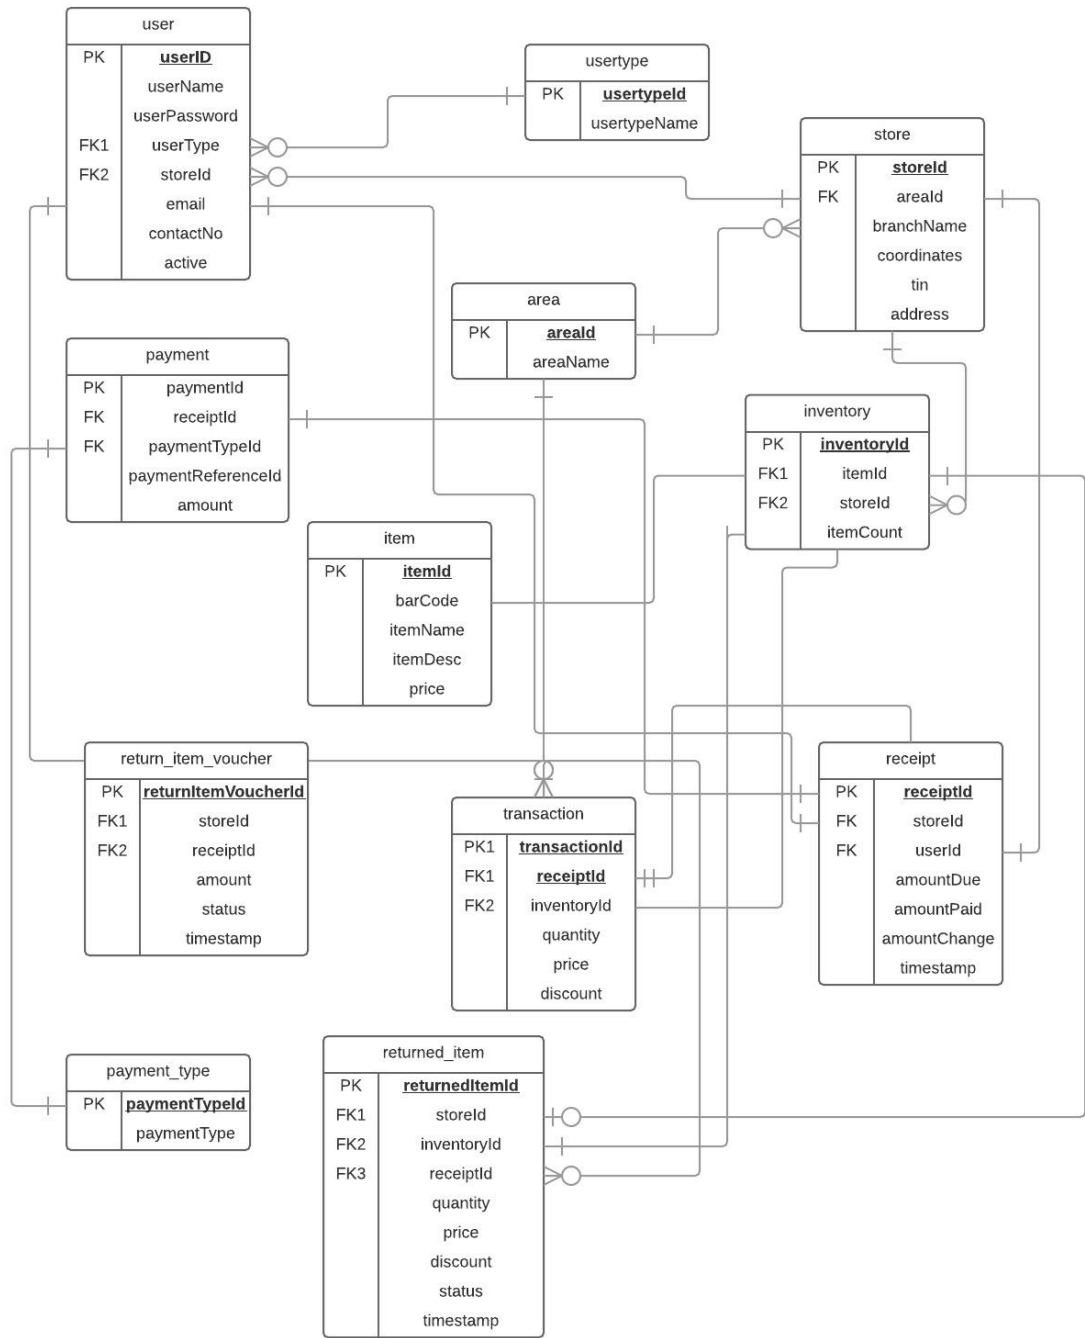 user
PK userID
userName
userPassword
FK1 userType
FK2 storeId
email
contactNo
active
usertype
PK usertypeId
usertypeName
store
PK storeId
FK areaId
branchName
coordinates
tin
address
area
PK areaId
areaName
payment
PK paymentId
FK receiptId
FK paymentTypeId
paymentReferenceId
amount
inventory
PK inventoryId
FK1 itemId
FK2 storeId
itemCount
item
PK itemId
barCode
itemName
itemDesc
price
return_item_voucher
PK returnItemVoucherId
FK1 storeId
FK2 receiptId
amount
status
timestamp
transaction
PK1 transactionId
FK1 receiptId
FK2 inventoryId
quantity
price
discount
receipt
PK receiptId
FK storeId
FK userId
amountDue
amountPaid
amountChange
timestamp
payment_type
PK paymentTypeId
paymentType
returned_item
PK returnedItemId
FK1 storeId
FK2 inventoryId
FK3 receiptId
quantity
price
discount
status
timestamp